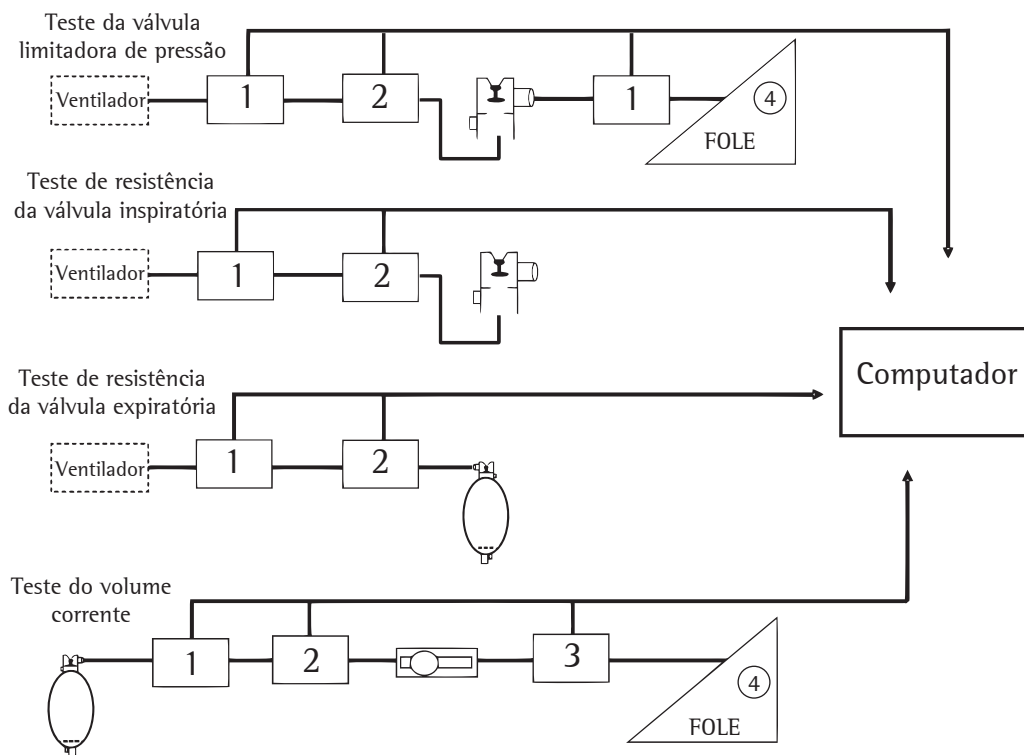 Teste da válvula
limitadora de pressão
Ventilador
1
2
1
4
FOLE
Teste de resistência
da válvula inspiratória
Ventilador
1
2
Computador
Teste de resistência
da válvula expiratória
Ventilador
1
2
Teste do volume
corrente
1
2
3
4
FOLE